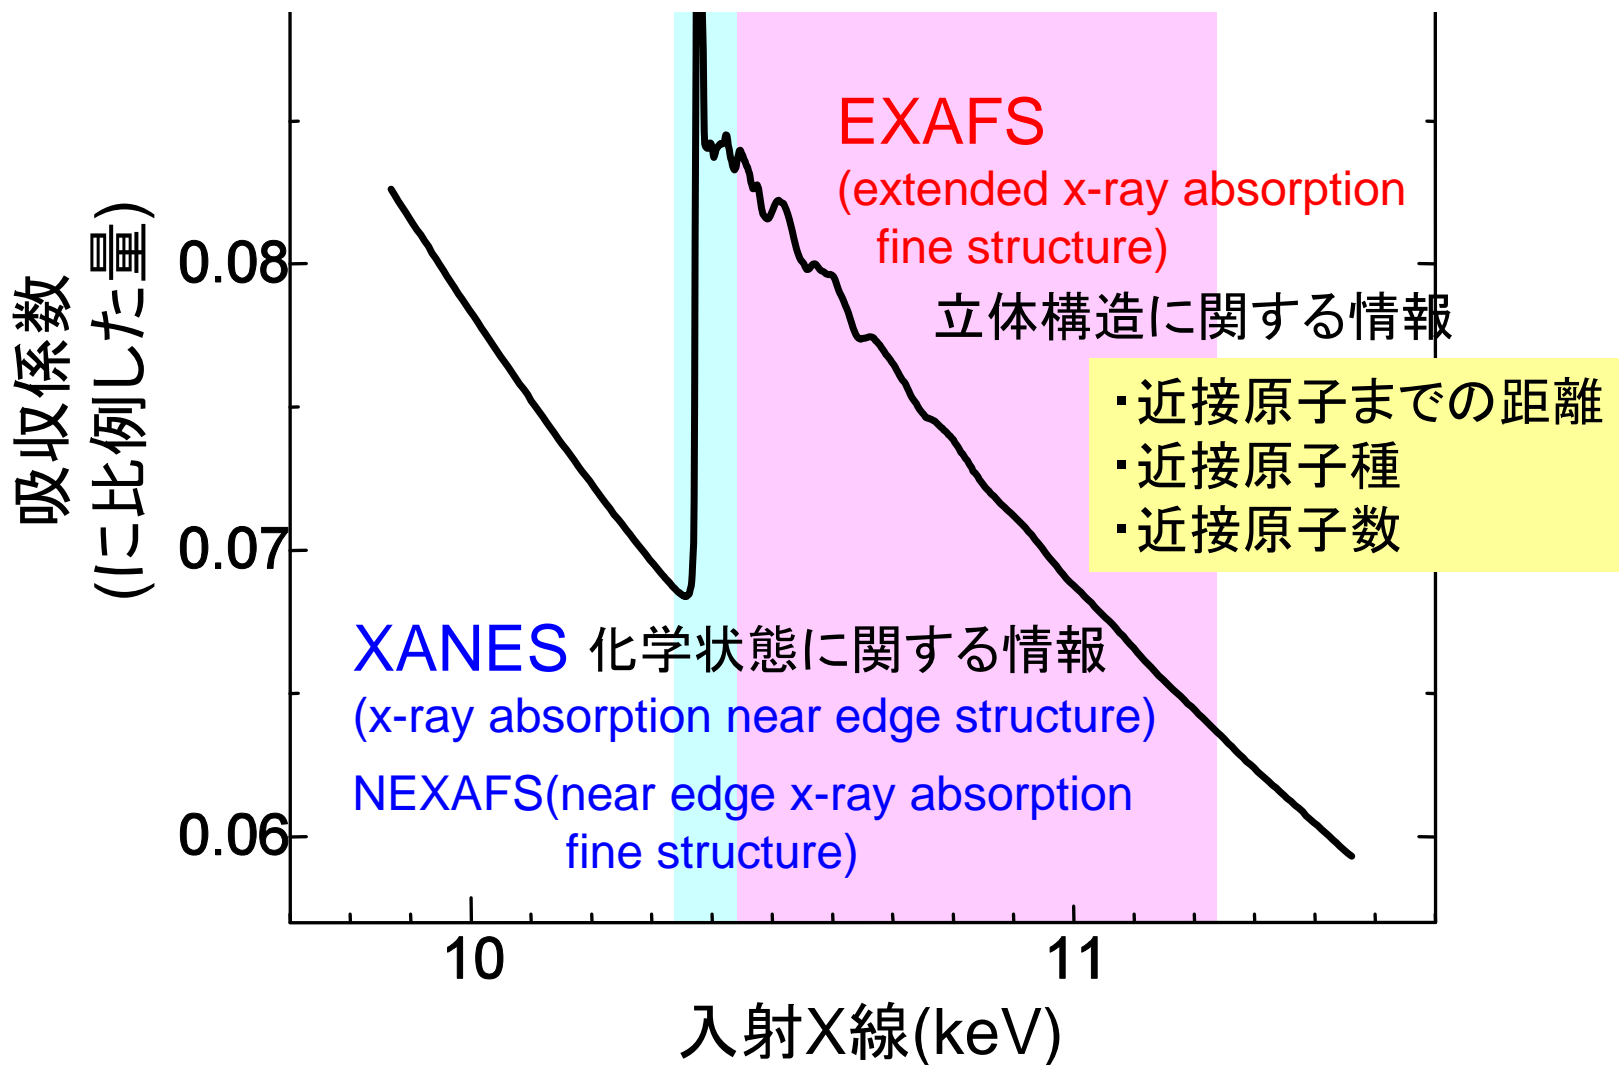 EXAFS
(extended x-ray absorption
fine structure)
立体構造に関する情報
・近接原子までの距離
・近接原子種
・近接原子数
吸収係数
(に比例した量)
0.08
0.07
0.06
XANES 化学状態に関する情報
(x-ray absorption near edge structure)
NEXAFS(near edge x-ray absorption
fine structure)
10 11
入射X線(keV)